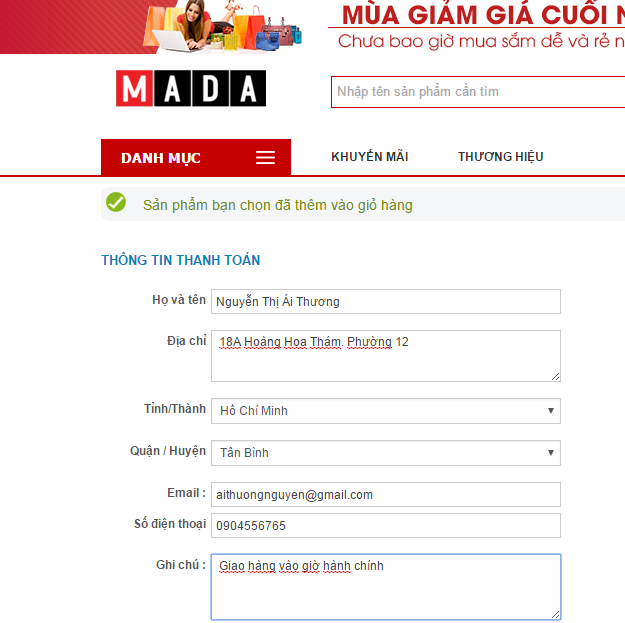 MÙA GIẢM GIÁ CUỐI
Chưa bao giờ mua sắm dễ và rẻ
MADA
Nhập tên sản phẩm cần tìm
DANH MỤC
KHUYẾN MÃI
THƯƠNG HIỆU
Sản phẩm bạn chọn đã thêm vào giỏ hàng
THÔNG TIN THANH TOÁN
Họ và tên
Nguyễn Thị Ái Thương
Địa chỉ
18A Hoàng Hoa Thám. Phường 12
Tỉnh/Thành
Hồ Chí Minh
Quận / Huyện
Tân Bình
Email :
aithuongnguyen@gmail.com
Số điện thoại
0904556765
Ghi chú :
Giao hàng vào giờ hành chính